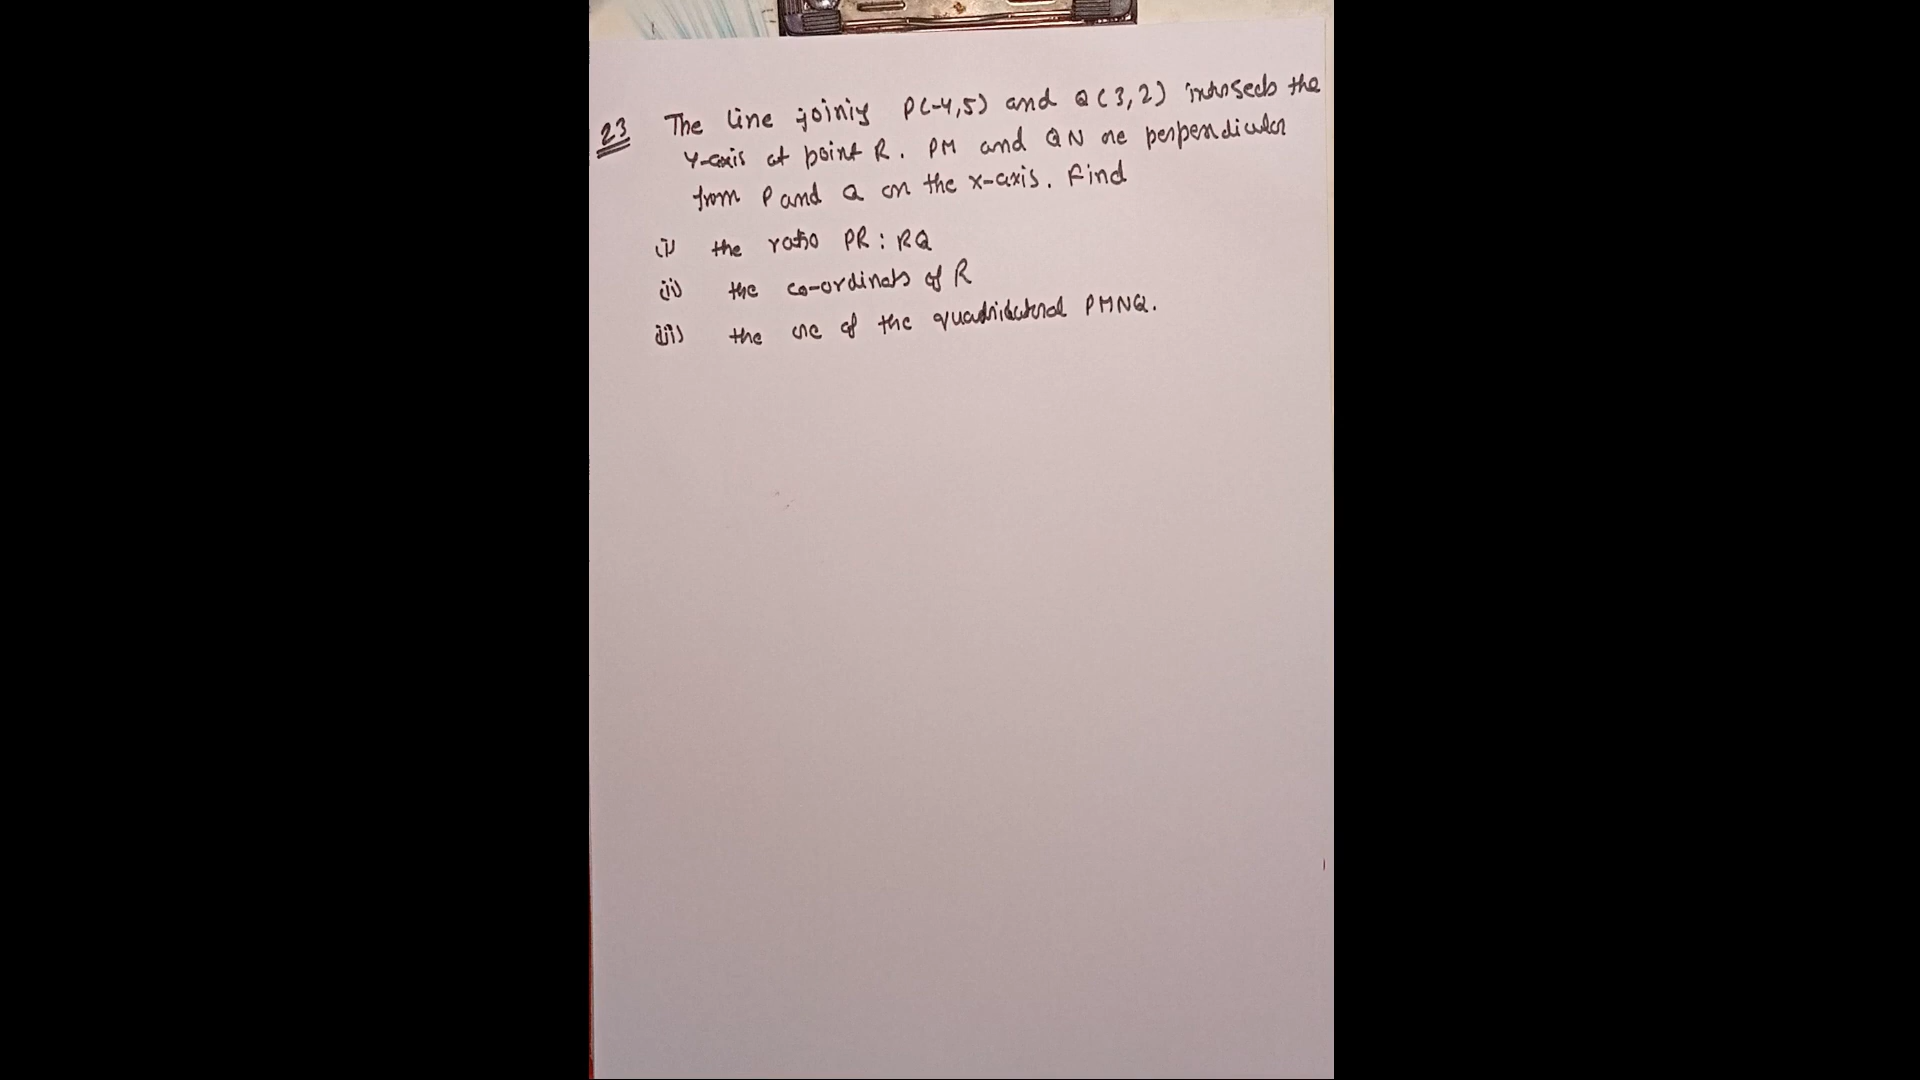 23 The line joiniy P(-4,5) and Q(3,2) intersects the
Y-axis at point R. PM and QN are perpendicular
from P and Q on the x-axis. Find
(i) the ratio PR : RQ
(ii) the co-ordinats of R
(iii) the are of the quadrilateral PMNQ.